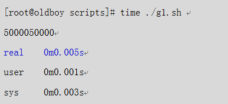 [root@oldboy scripts]# time ./gl.sh
5000050000
real 0m0.005s
user 0m0.001s
sys 0m0.003s